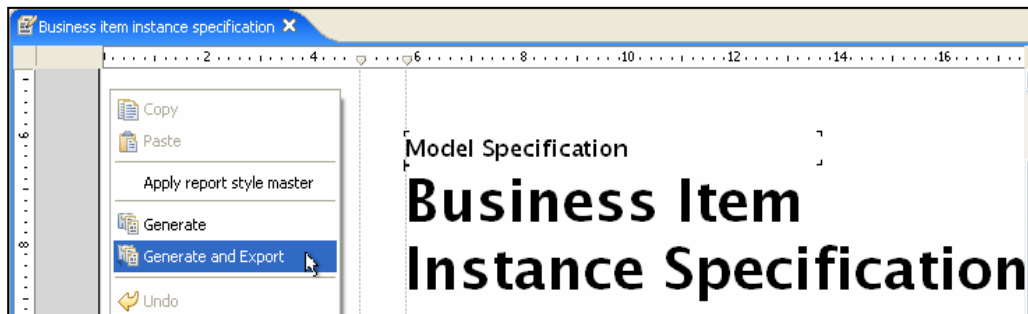 Business item instance specification
2 4 6 8 10 12 14 16
Copy
Paste
6
Apply report style master
Generate
8
Generate and Export
Undo
Model Specification
Business Item
Instance Specification